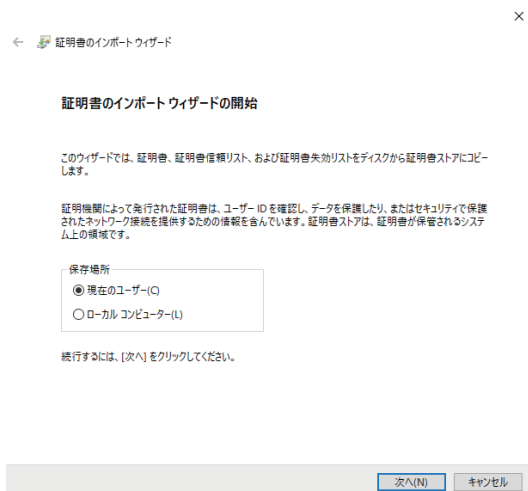 証明書のインポート ウィザード
証明書のインポート ウィザードの開始
このウィザードでは、証明書、証明書信頼リスト、および証明書失効リストをディスクから証明書ストアにコピー
します。
証明機関によって発行された証明書は、ユーザー ID を確認し、データを保護したり、またはセキュリティで保護
されたネットワーク接続を提供するための情報を含んでいます。証明書ストアは、証明書が保管されるシステ
ム上の領域です。
保存場所
現在のユーザー(C)
ローカル コンピューター(L)
続行するには、[次へ] をクリックしてください。
次へ(N)
キャンセル